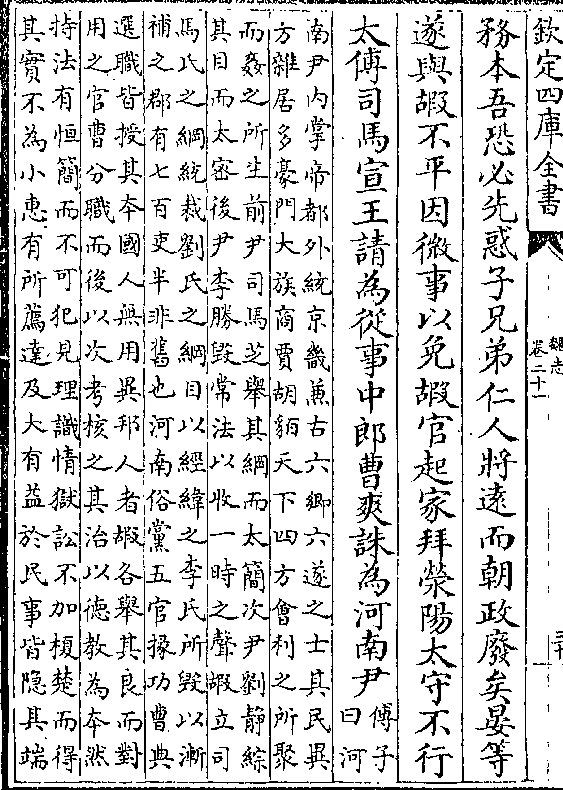 欽定四庫全書
魏志
卷二十一
務本吾恐必先惑子兄弟仁人將遠而朝政廢矣晏等
遂與嘏不平因微事以免嘏官起家拜滎陽太守不行
太傅司馬宣王請為從事中郎曹爽誅為河南尹
傅子
曰河
南尹内掌帝都外統京畿兼古六鄉六遂之士其民異
方雜居多豪門大族商賈胡貊天下四方會利之所聚
而姦之所生前尹司馬芝舉其綱而太簡次尹劉靜綜
其目而太密後尹李勝毁常法以收一時之聲嘏立司
馬氏之綱統裁劉氏之綱目以經緯之李氏所毁以漸
補之郡有七百吏半非舊也河南俗黨五官掾功曹典
選職皆授其本國人無用異邦人者嘏各舉其良而對
用之官曹分職而後以次考核之其治以德教為本然
持法有恒簡而不可犯見理識情獄訟不加榎楚而得
其實不為小惠有所薦達及大有益於民事皆隱其端